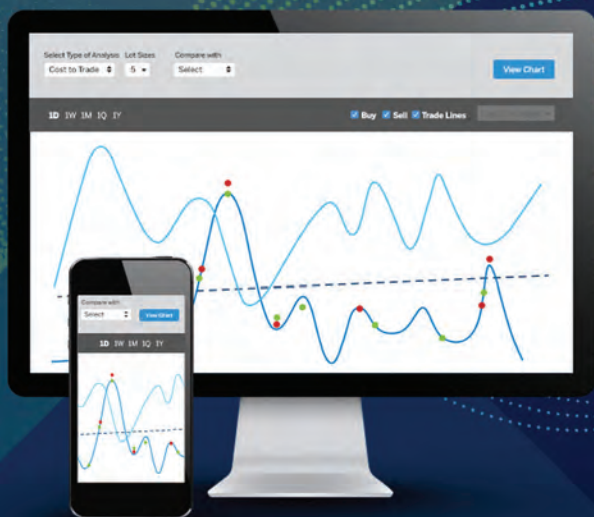 Select Type of Analysis Lot Sizes Compare with
Cost to Trade 5 Select View Chart
1D 1W 1M 1Q 1Y Buy Sell Trade Lines
Compare with
Select View Chart
1D 1W 1M 1Q 1Y